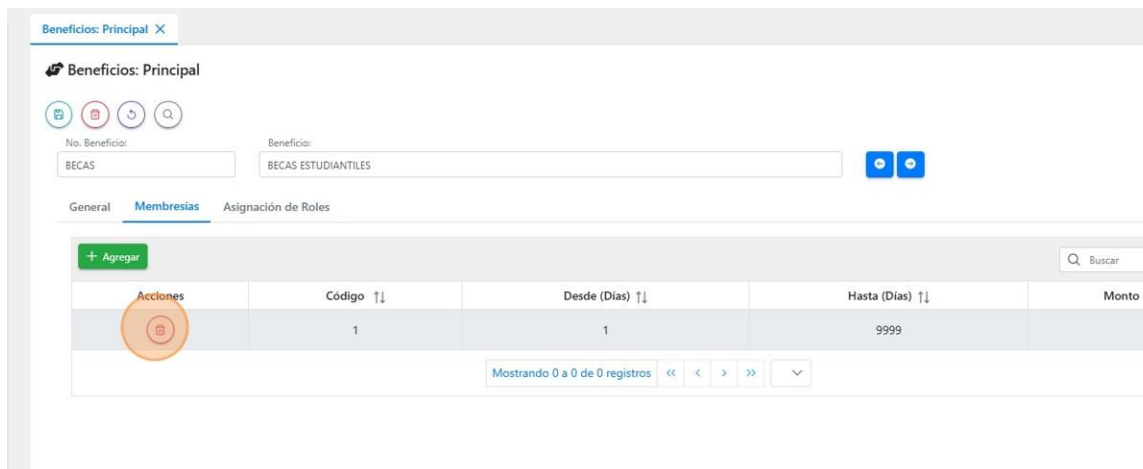 Beneficios: Principal
Beneficios: Principal
No. Beneficio: Beneficio:
BECAS BECAS ESTUDIANTILES
General Membresías Asignación de Roles
+ Agregar Buscar
Acciones Código Desde (Días) Hasta (Días) Monto
1 1 9999
Mostrando 0 a 0 de 0 registros << < > >>